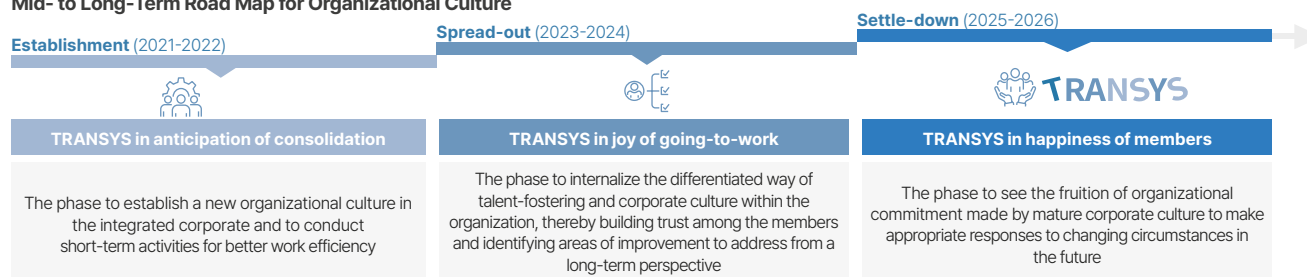 Mid- to Long-Term Road Map for Organizational Culture
Establishment (2021-2022)
Spread-out (2023-2024)
Settle-down (2025-2026)
TRANSYS
TRANSYS in anticipation of consolidation
TRANSYS in joy of going-to-work
TRANSYS in happiness of members
The phase to establish a new organizational culture in
the integrated corporate and to conduct
short-term activities for better work efficiency
The phase to internalize the differentiated way of
talent-fostering and corporate culture within the
organization, thereby building trust among the members
and identifying areas of improvement to address from a
long-term perspective
The phase to see the fruition of organizational
commitment made by mature corporate culture to make
appropriate responses to changing circumstances in
the future